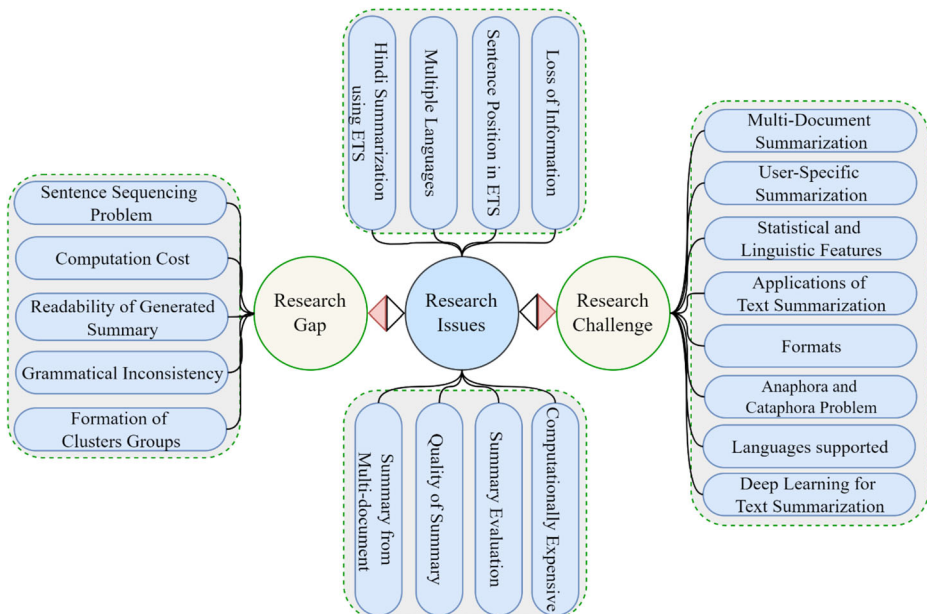 Hindi Summarization
using ETS
Multiple Languages
Sentence Position in ETS
Loss of Information
Sentence Sequencing
Problem
Computation Cost
Readability of Generated
Summary
Grammatical Inconsistency
Formation of
Clusters Groups
Research
Gap
Research
Issues
Research
Challenge
Multi-Document
Summarization
User-Specific
Summarization
Statistical and
Linguistic Features
Applications of
Text Summarization
Formats
Anaphora and
Cataphora Problem
Languages supported
Deep Learning for
Text Summarization
Summary from
Multi-document
Quality of Summary
Summary Evaluation
Computationally Expensive